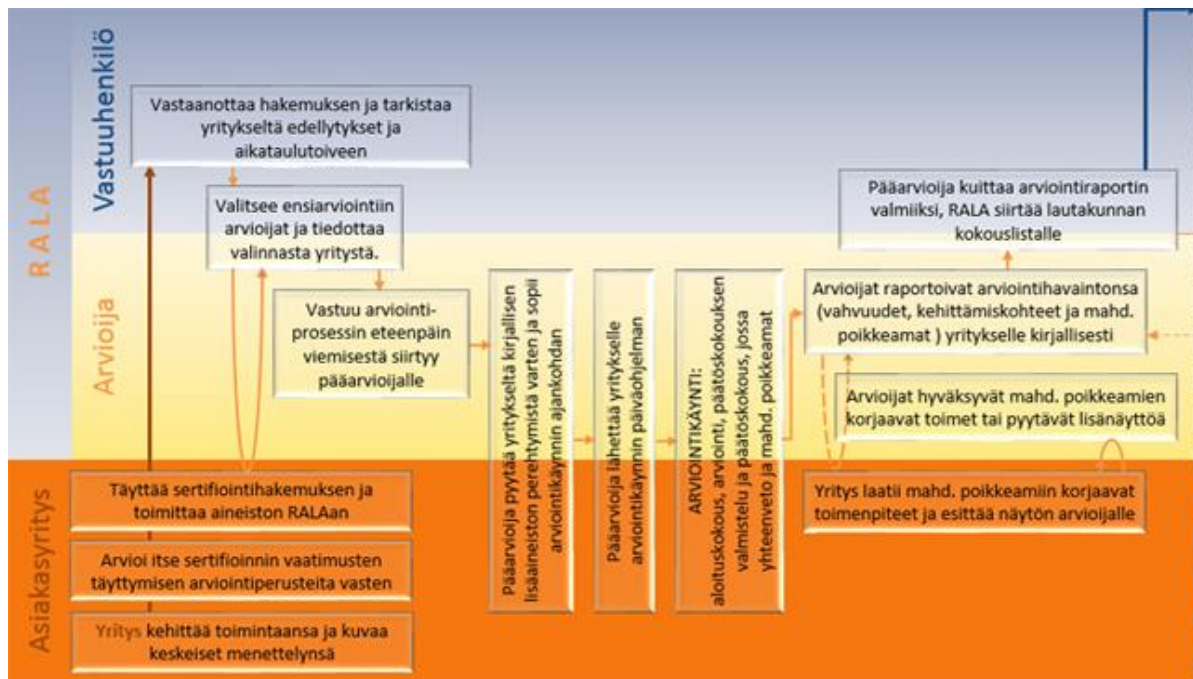 RALA
Vastuuhenkilö
Arvioija
Asiakasyritys
Vastaanottaa hakemuksen ja tarkistaa
yritykseltä edellytykset ja
aikataulutoiveen
Valitsee ensiarviointiin
arvioijat ja tiedottaa
valinnasta yritystä.
Vastuu arviointi-
prosessin eteenpäin
viemisestä siirtyy
pääarvioijalle
Täyttää sertifiointihakemuksen ja
toimittaa aineiston RALAan
Arvioi itse sertifioinnin vaatimusten
täyttymisen arviointiperusteita vasten
Yritys kehittää toimintaansa ja kuvaa
keskeiset menettelynsä
Pääarvioija pyytä yritykseltä kirjallisen
lisäaineiston perehtymistä varten ja sopii
arviointikäynnin ajankohdan
Pääarvioija lähettää yritykselle
arviointikäynnin päiväohjelman
ARVIOINTIKÄYNTI:
aloituskokous, arviointi, päätöskokouksen
valmistelu ja päätöskokous, jossa
yhteenveto ja mahd. poikkeamat
Pääarvioija kuittaa arviointiraportin
valmiiksi, RALA siirtää lautakunnan
kokouslistalle
Arvioijat raportoivat arviointihavaintonsa
(vahvuudet, kehittämiskohteet ja mahd.
poikkeamat ) yritykselle kirjallisesti
Arvioijat hyväksyvät mahd. poikkeamien
korjaavat toimet tai pyytävät lisänäyttöä
Yritys laatii mahd. poikkeamiin korjaavat
toimenpiteet ja esittää näytön arvioijalle